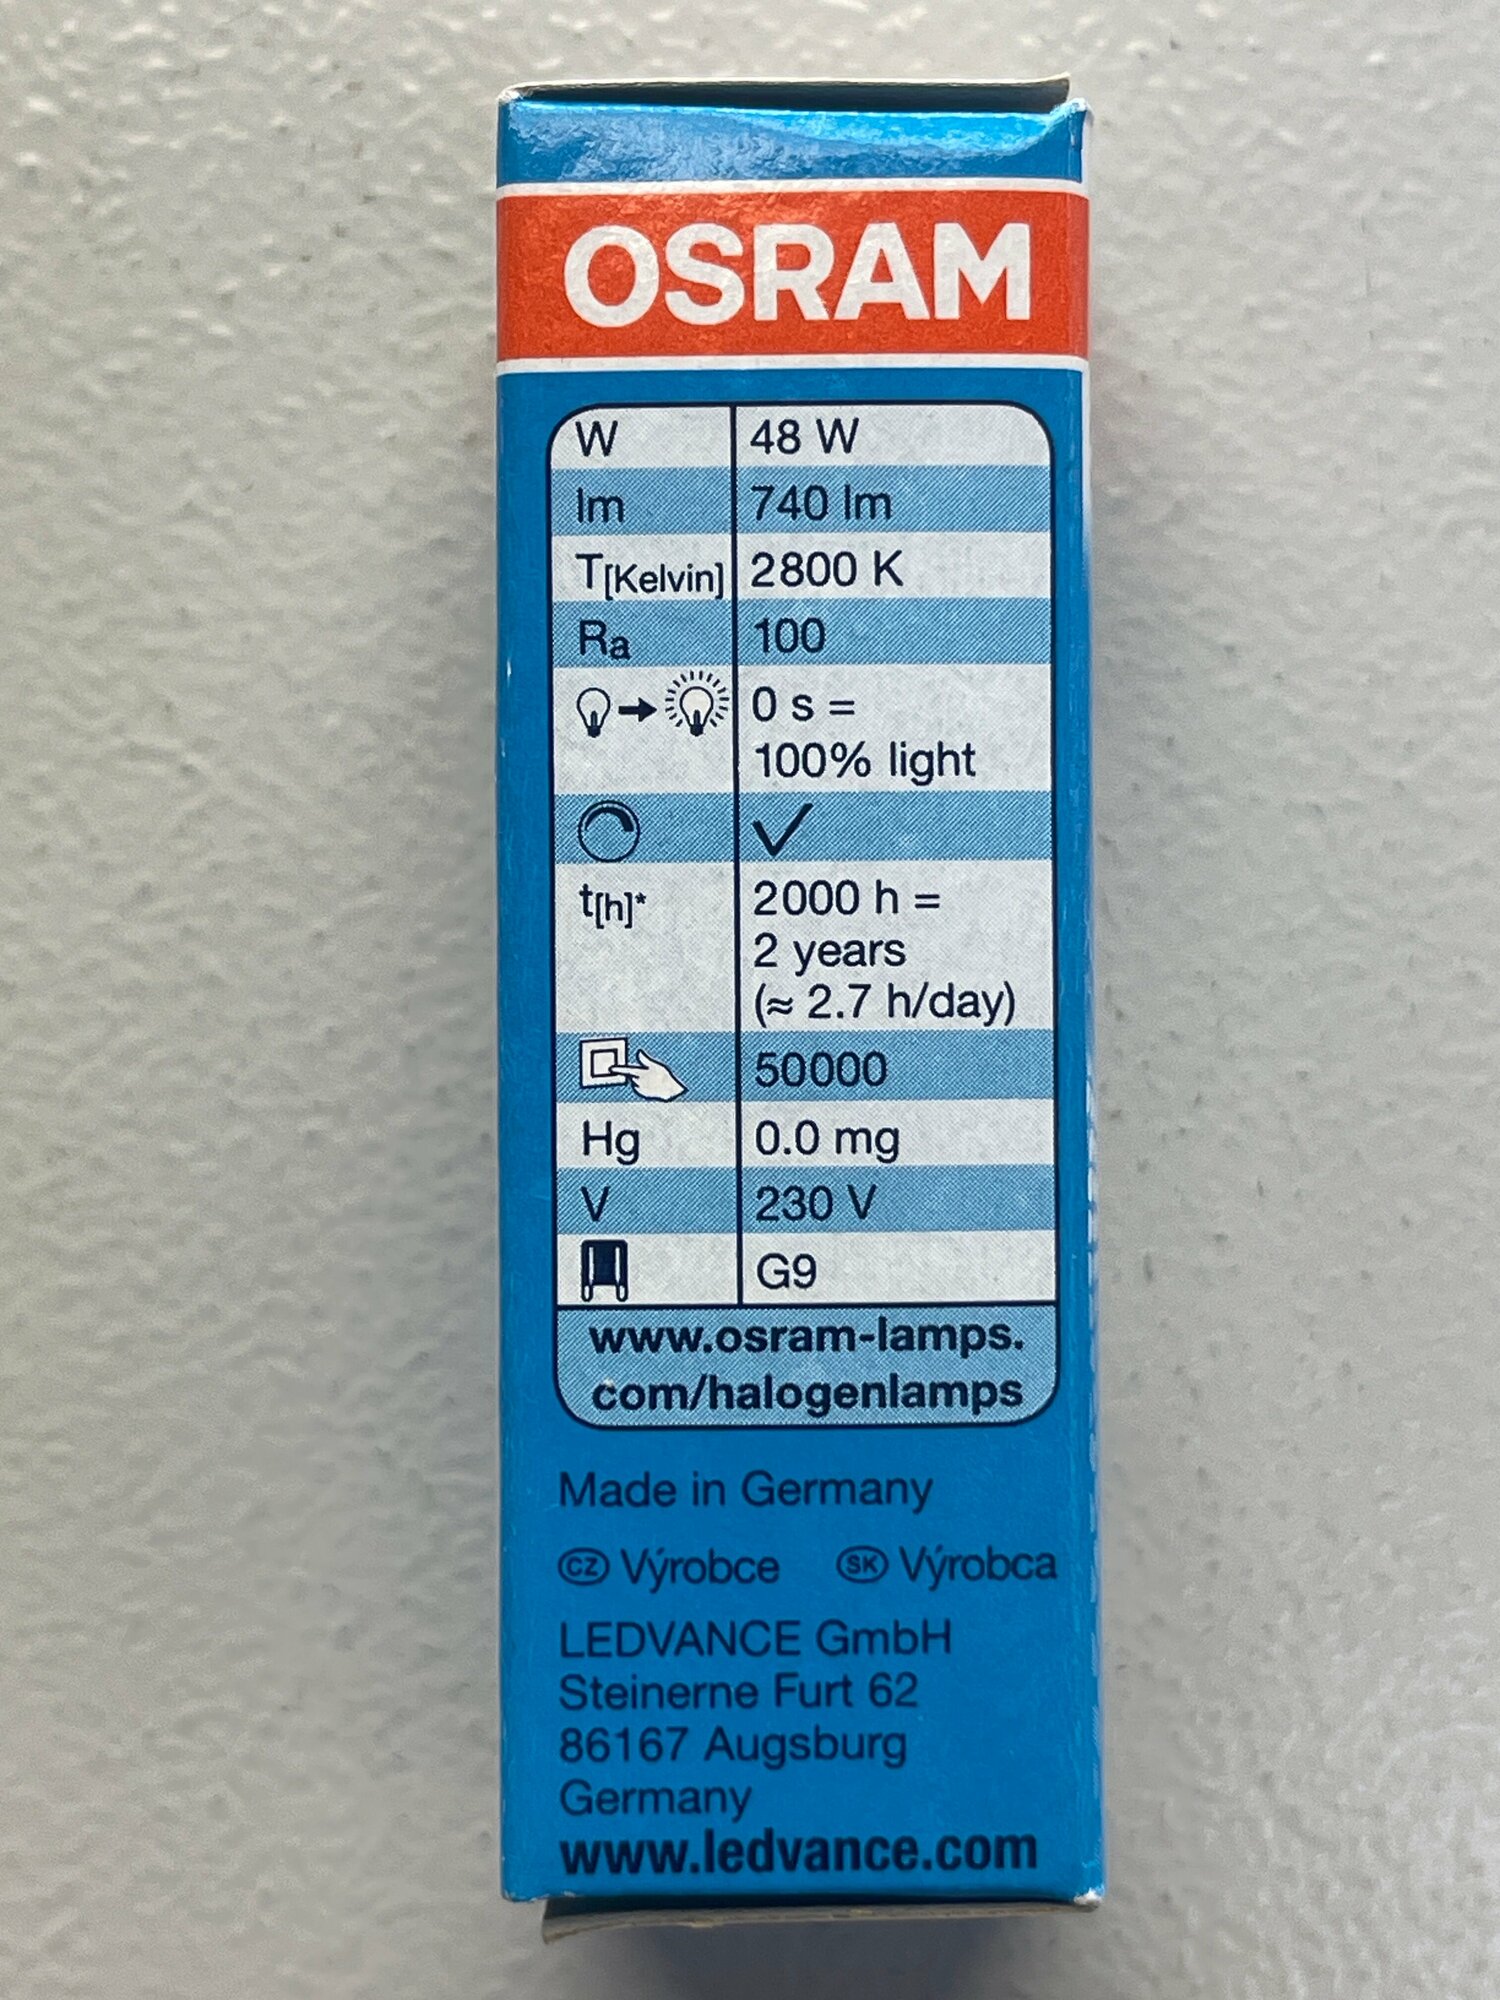 OSRAM
W 48 W
lm 740 lm
T[Kelvin] 2800 K
Ra 100
0 s =
100% light
✓
t[h]* 2000 h =
2 years
(≈ 2.7 h/day)
50000
Hg 0.0 mg
V 230 V
G9
www.osram-lamps.
com/halogenlamps
Made in Germany
CZ Výrobce SK Výrobca
LEDVANCE GmbH
Steinerne Furt 62
86167 Augsburg
Germany
www.ledvance.com